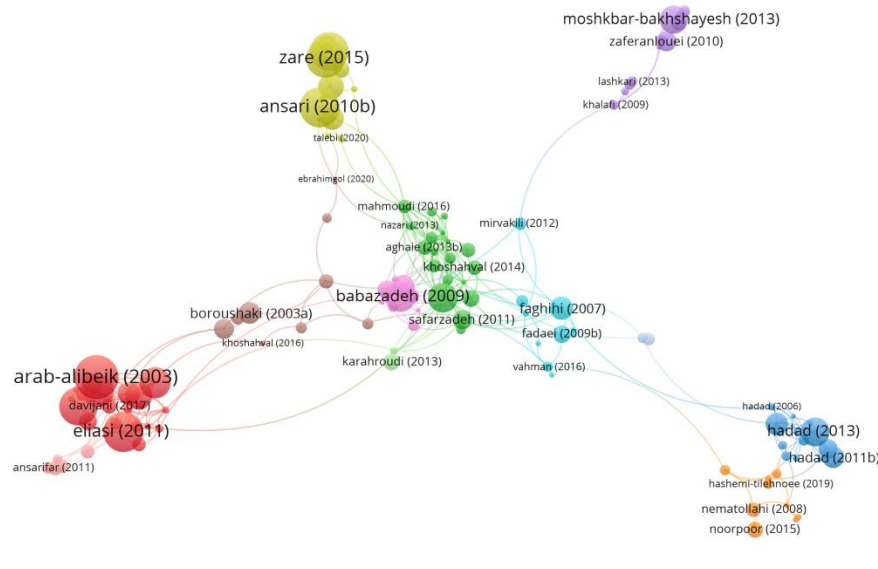 moshkbar-bakhshayesh (2013)
zaferanlouei (2010)
zare (2015)
lashkari (2013)
khalafi (2009)
ansari (2010b)
talebi (2020)
ebrahimgol (2020)
mahmoudi (2016)
nazari (2013)
mirvakili (2012)
aghaie (2013b)
khoshahval (2014)
babazadeh (2009)
faghihi (2007)
boroushaki (2003a)
safarzadeh (2011)
fadaei (2009b)
khoshahval (2016)
karahroudi (2013)
vahman (2016)
arab-alibeik (2003)
davijani (2017)
hadad (2006)
eliasi (2011)
hadad (2013)
hadad (2011b)
ansarifar (2011)
hashemi-tilehnoee (2019)
nematollahi (2008)
noorpoor (2015)